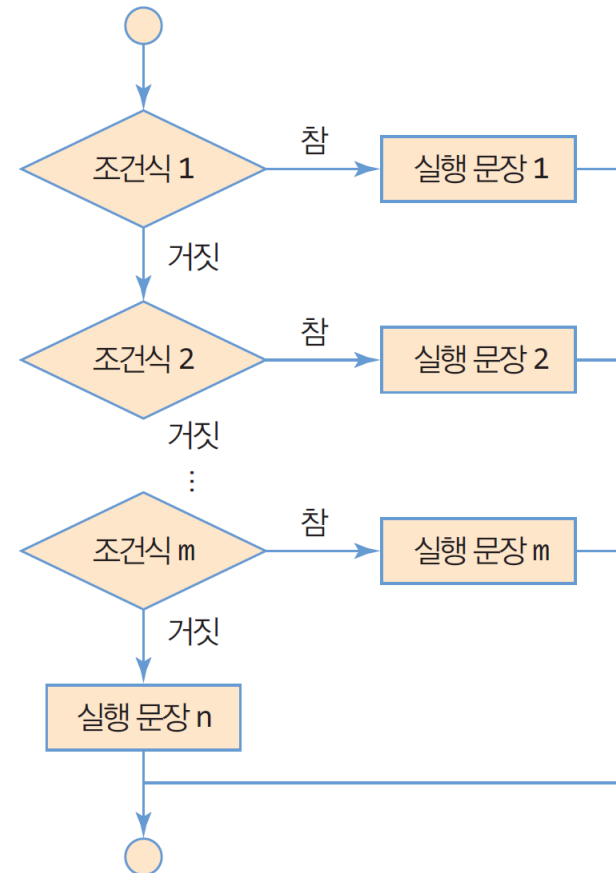 조건식 1
참
실행 문장 1
거짓
조건식 2
참
실행 문장 2
거짓
⋮
조건식 m
참
실행 문장 m
거짓
실행 문장 n